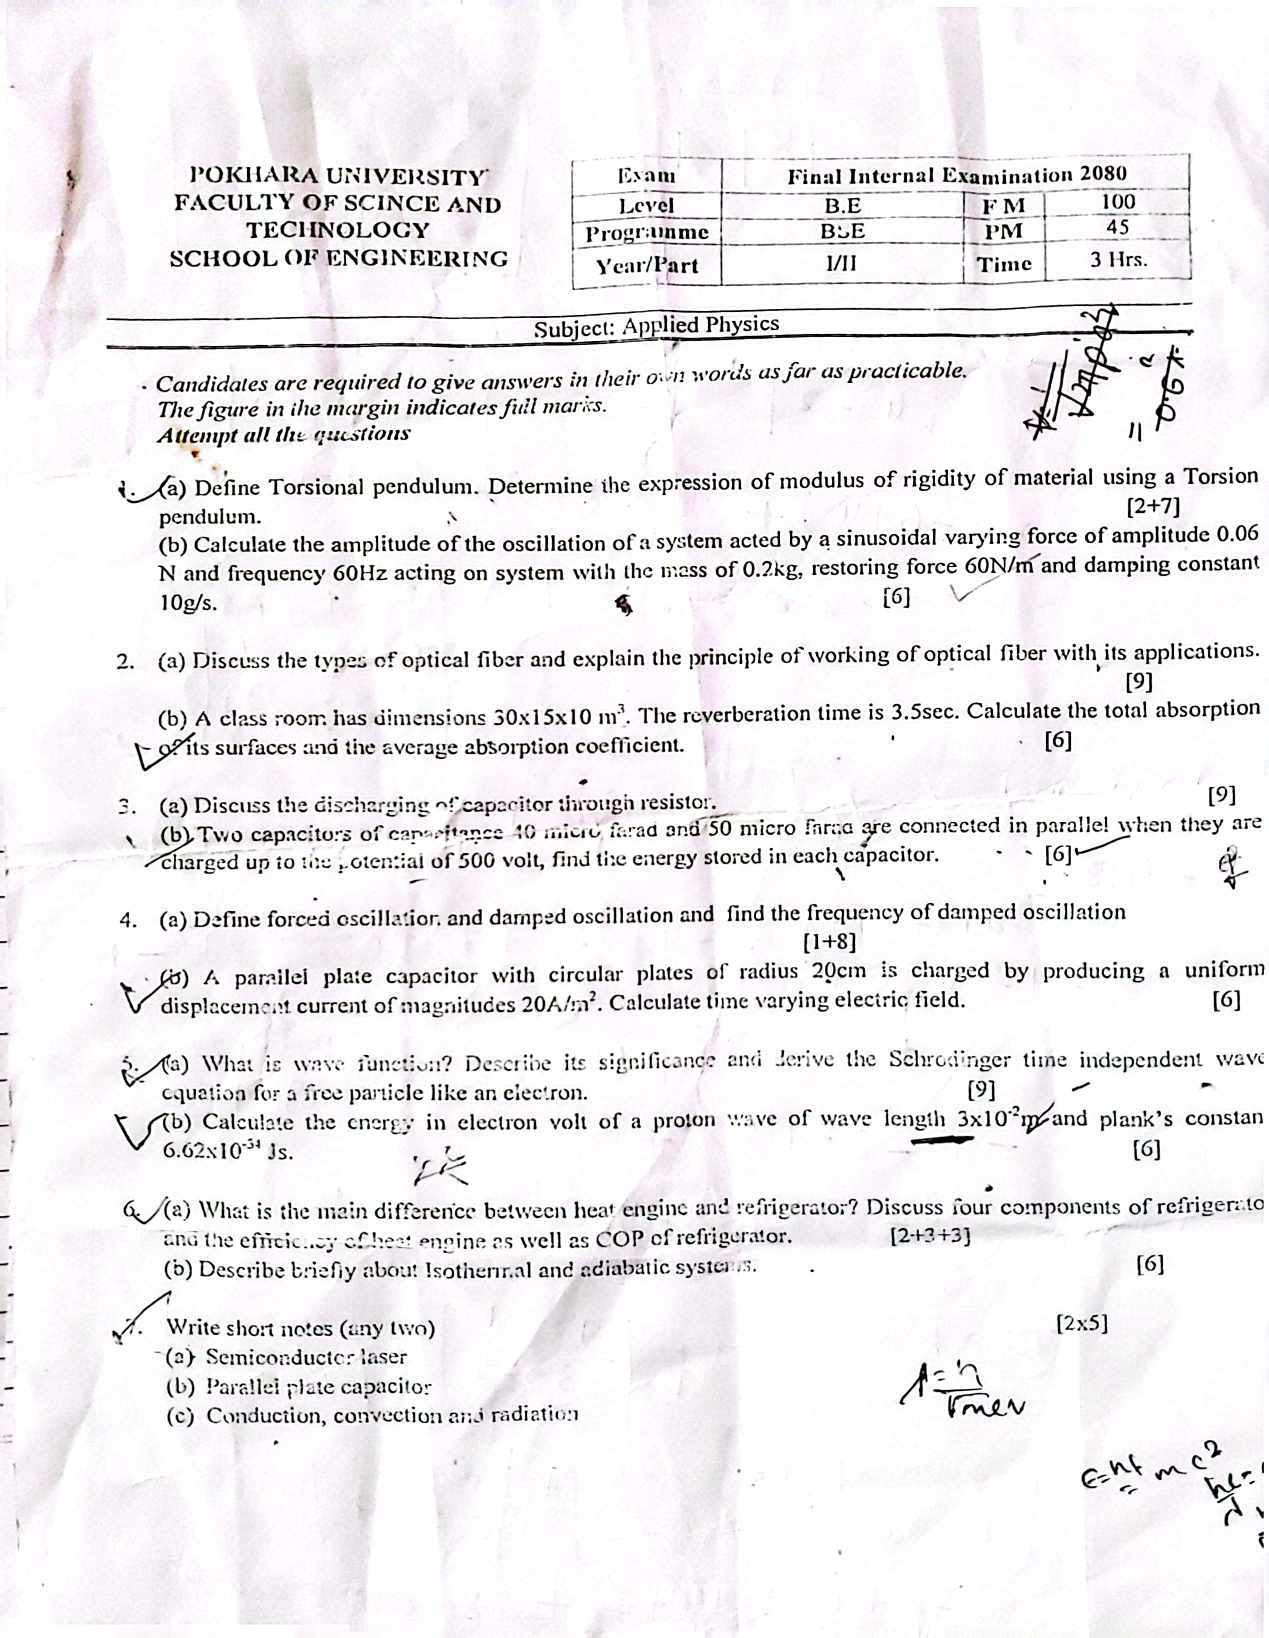 POKHARA UNIVERSITY
FACULTY OF SCINCE AND
TECHNOLOGY
SCHOOL OF ENGINEERING
Exam Final Internal Examination 2080
Level B.E F M 100
Programme BSE PM 45
Year/Part I/II Time 3 Hrs.
Subject: Applied Physics
Candidates are required to give answers in their own words as far as practicable.
The figure in the margin indicates full marks.
Attempt all the questions
1. (a) Define Torsional pendulum. Determine the expression of modulus of rigidity of material using a Torsion
pendulum. [2+7]
(b) Calculate the amplitude of the oscillation of a system acted by a sinusoidal varying force of amplitude 0.06
N and frequency 60Hz acting on system with the mass of 0.2kg, restoring force 60N/m and damping constant
10g/s. [6]
2. (a) Discuss the types of optical fiber and explain the principle of working of optical fiber with its applications.
[9]
(b) A class room has dimensions 30x15x10 m³. The reverberation time is 3.5sec. Calculate the total absorption
of its surfaces and the average absorption coefficient. [6]
3. (a) Discuss the discharging of capacitor through resistor. [9]
(b) Two capacitors of capacitance 40 micro farad and 50 micro farad are connected in parallel when they are
charged up to the potential of 500 volt, find the energy stored in each capacitor. [6]
4. (a) Define forced oscillation and damped oscillation and find the frequency of damped oscillation
[1+8]
(b) A parallel plate capacitor with circular plates of radius 20cm is charged by producing a uniform
displacement current of magnitudes 20A/m². Calculate time varying electric field. [6]
5. (a) What is wave function? Describe its significance and derive the Schrodinger time independent wave
equation for a free particle like an electron. [9]
(b) Calculate the energy in electron volt of a proton wave of wave length 3x10⁻²m and plank's constan
6.62x10⁻³⁴ Js. [6]
6. (a) What is the main difference between heat engine and refrigerator? Discuss four components of refrigerato
and the efficiency of heat engine as well as COP of refrigerator. [2+3+3]
(b) Describe briefly about Isothermal and adiabatic systems. [6]
7. Write short notes (any two) [2x5]
(a) Semiconductor laser
(b) Parallel plate capacitor
(c) Conduction, convection and radiation
E=hf mc²